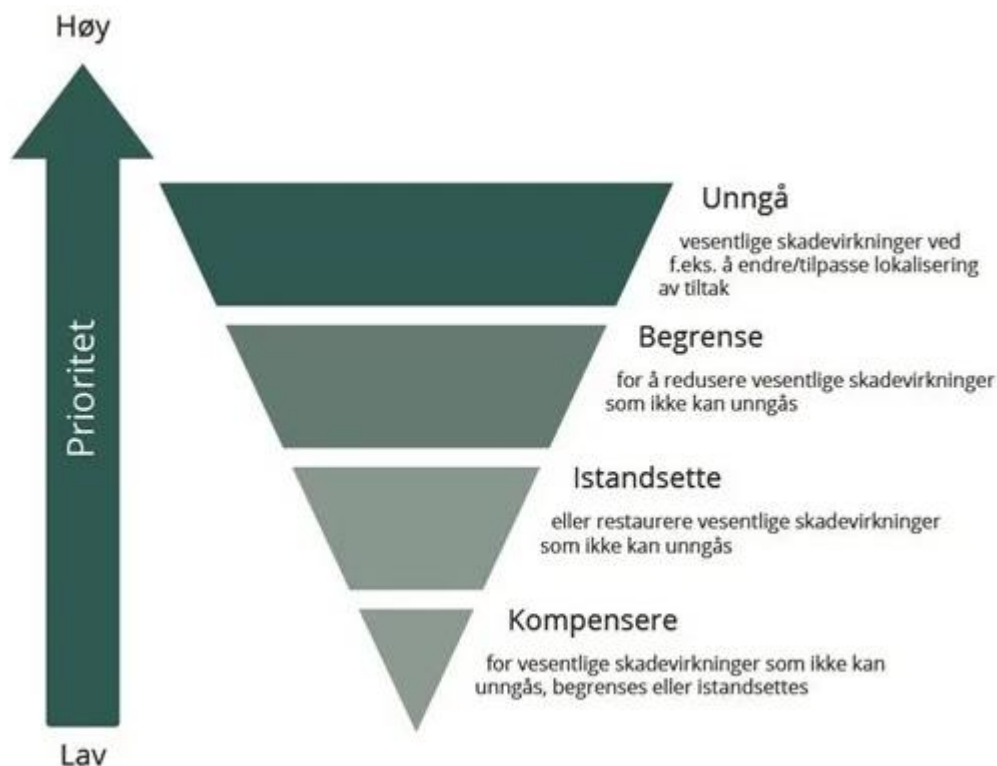 Høy
Prioritet
Lav
Unngå
vesentlige skadevirkninger ved
f.eks. å endre/tilpasse lokalisering
av tiltak
Begrense
for å redusere vesentlige skadevirkninger
som ikke kan unngås
Istandsette
eller restaurere vesentlige skadevirkninger
som ikke kan unngås
Kompensere
for vesentlige skadevirkninger som ikke kan
unngås, begrenses eller istandsettes